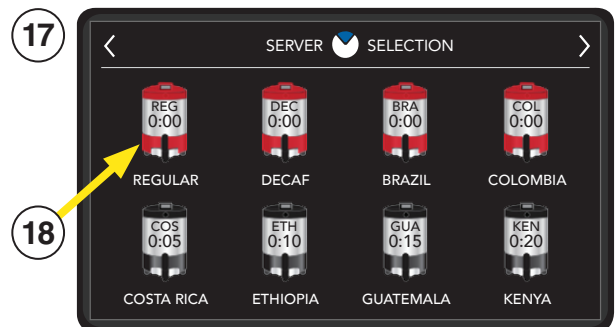 17
SERVER SELECTION
REG DEC BRA COL
0:00 0:00 0:00 0:00
REGULAR DECAF BRAZIL COLOMBIA
18
COS ETH GUA KEN
0:05 0:10 0:15 0:20
COSTA RICA ETHIOPIA GUATEMALA KENYA